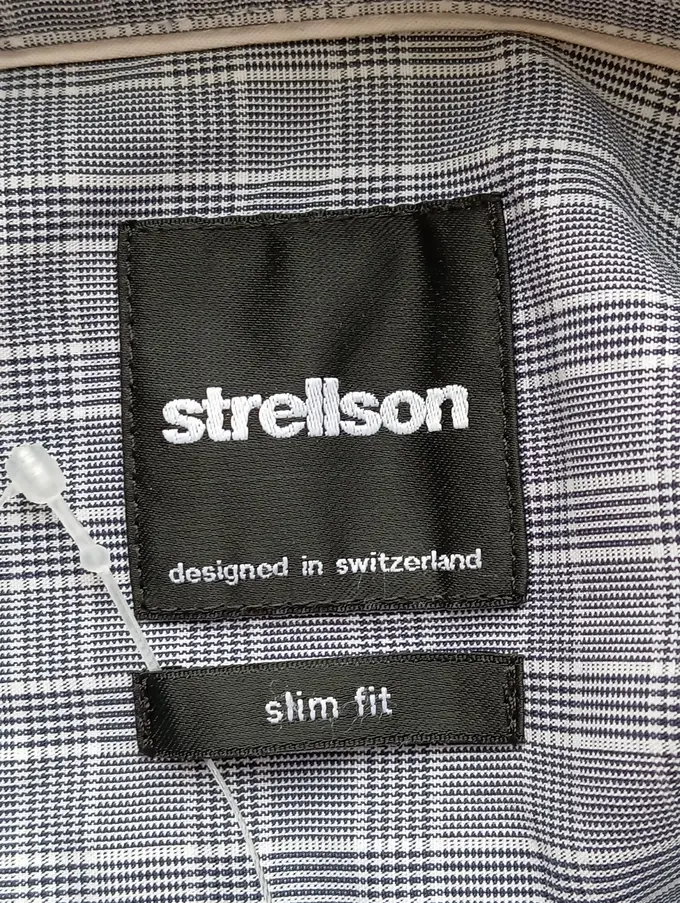 strellson
designed in switzerland
slim fit